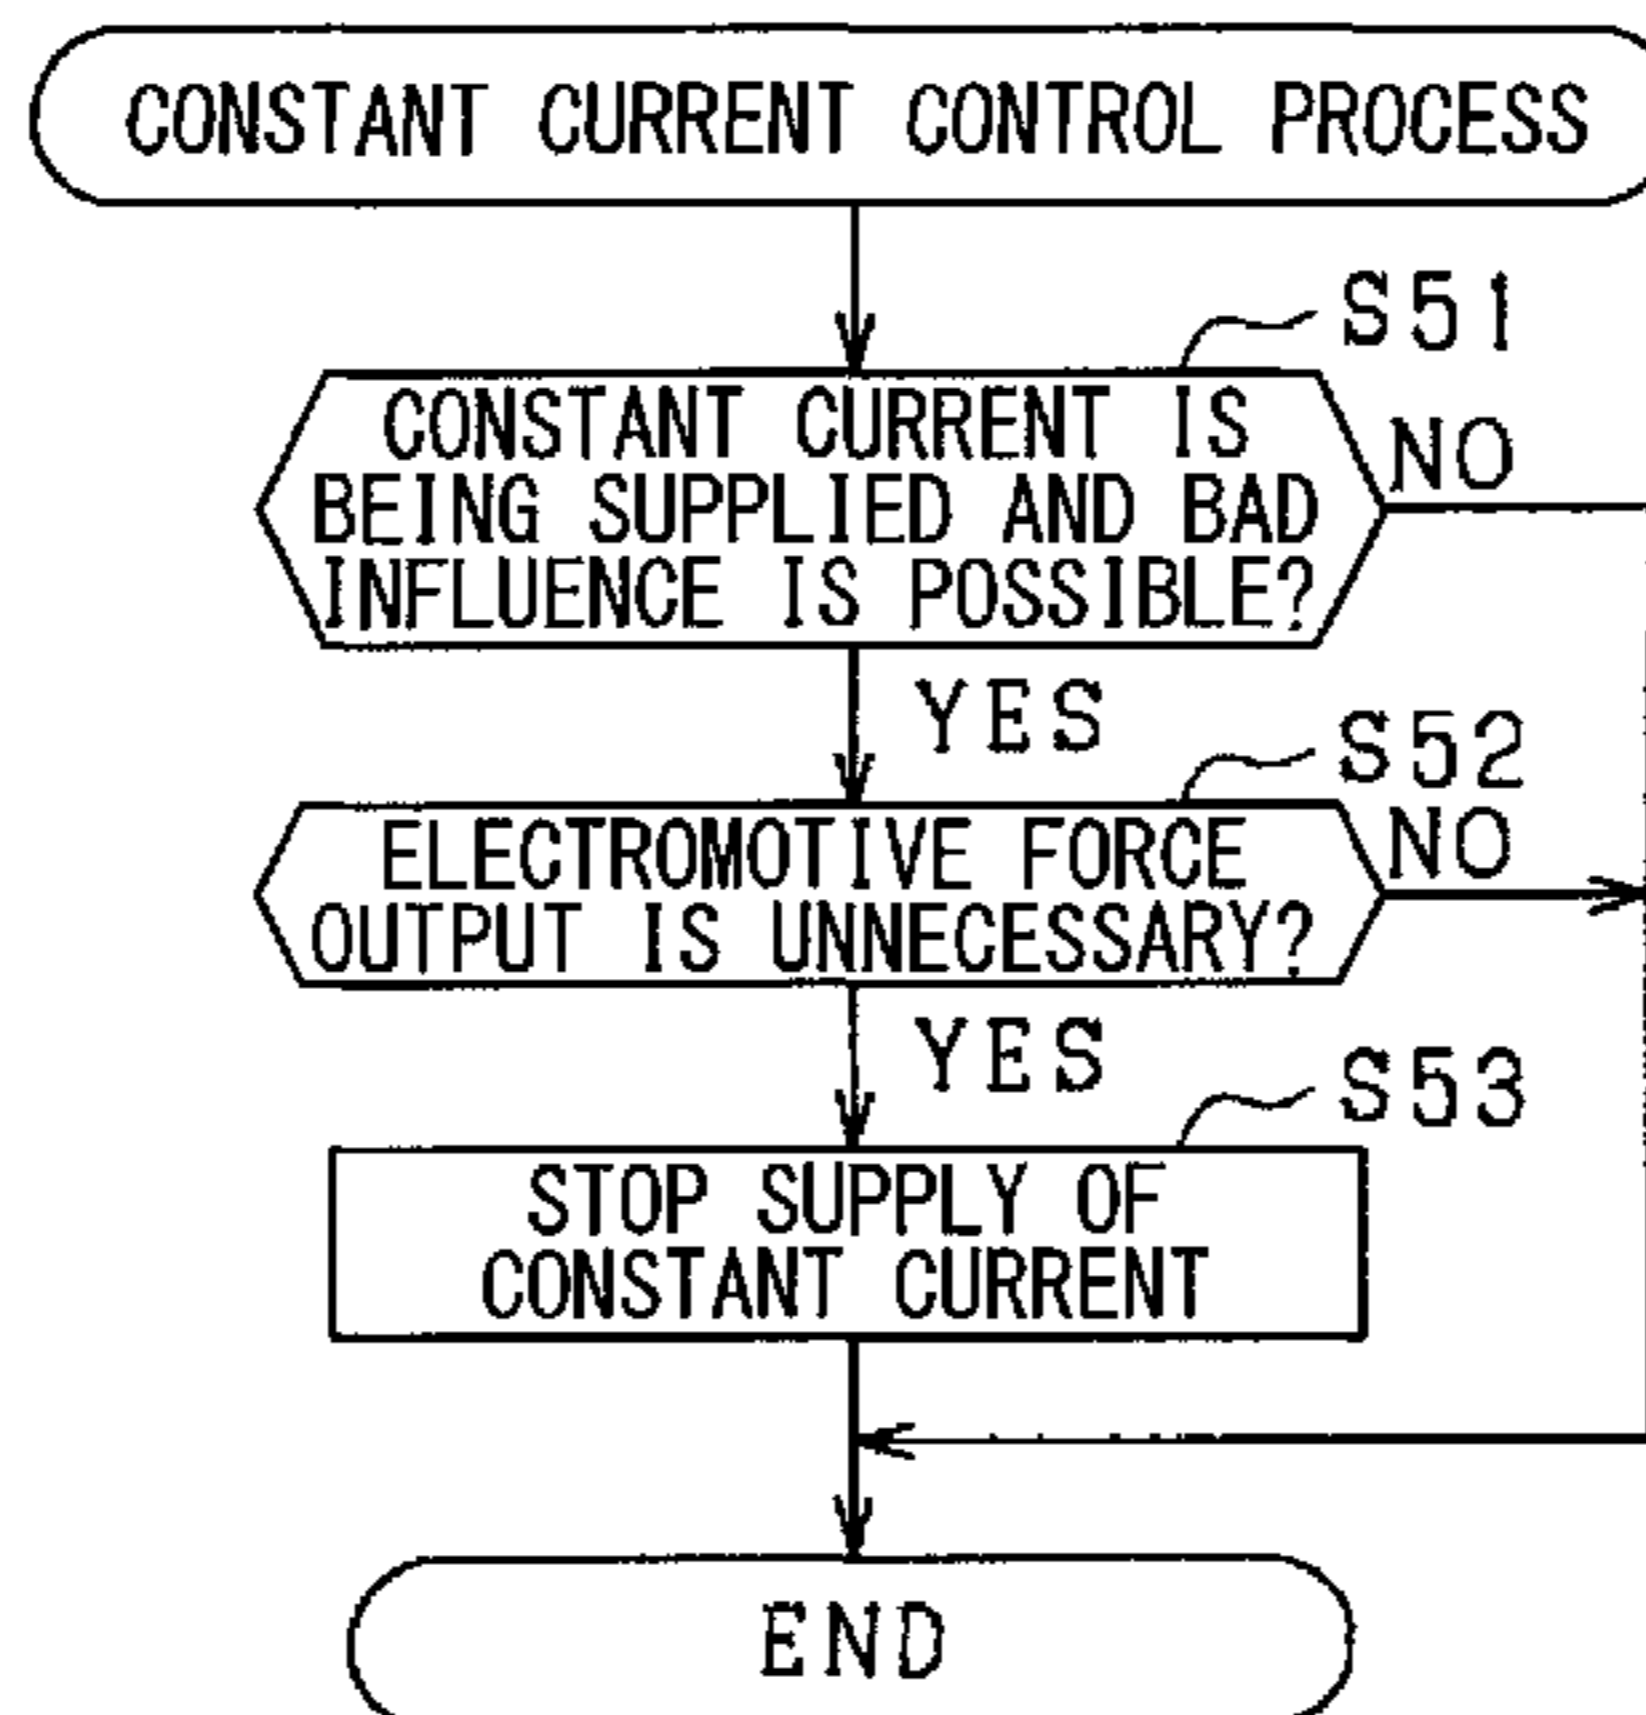 CONSTANT CURRENT CONTROL PROCESS
S51
CONSTANT CURRENT IS
BEING SUPPLIED AND BAD
INFLUENCE IS POSSIBLE?
NO
YES
S52
ELECTROMOTIVE FORCE
OUTPUT IS UNNECESSARY?
NO
YES
S53
STOP SUPPLY OF
CONSTANT CURRENT
END